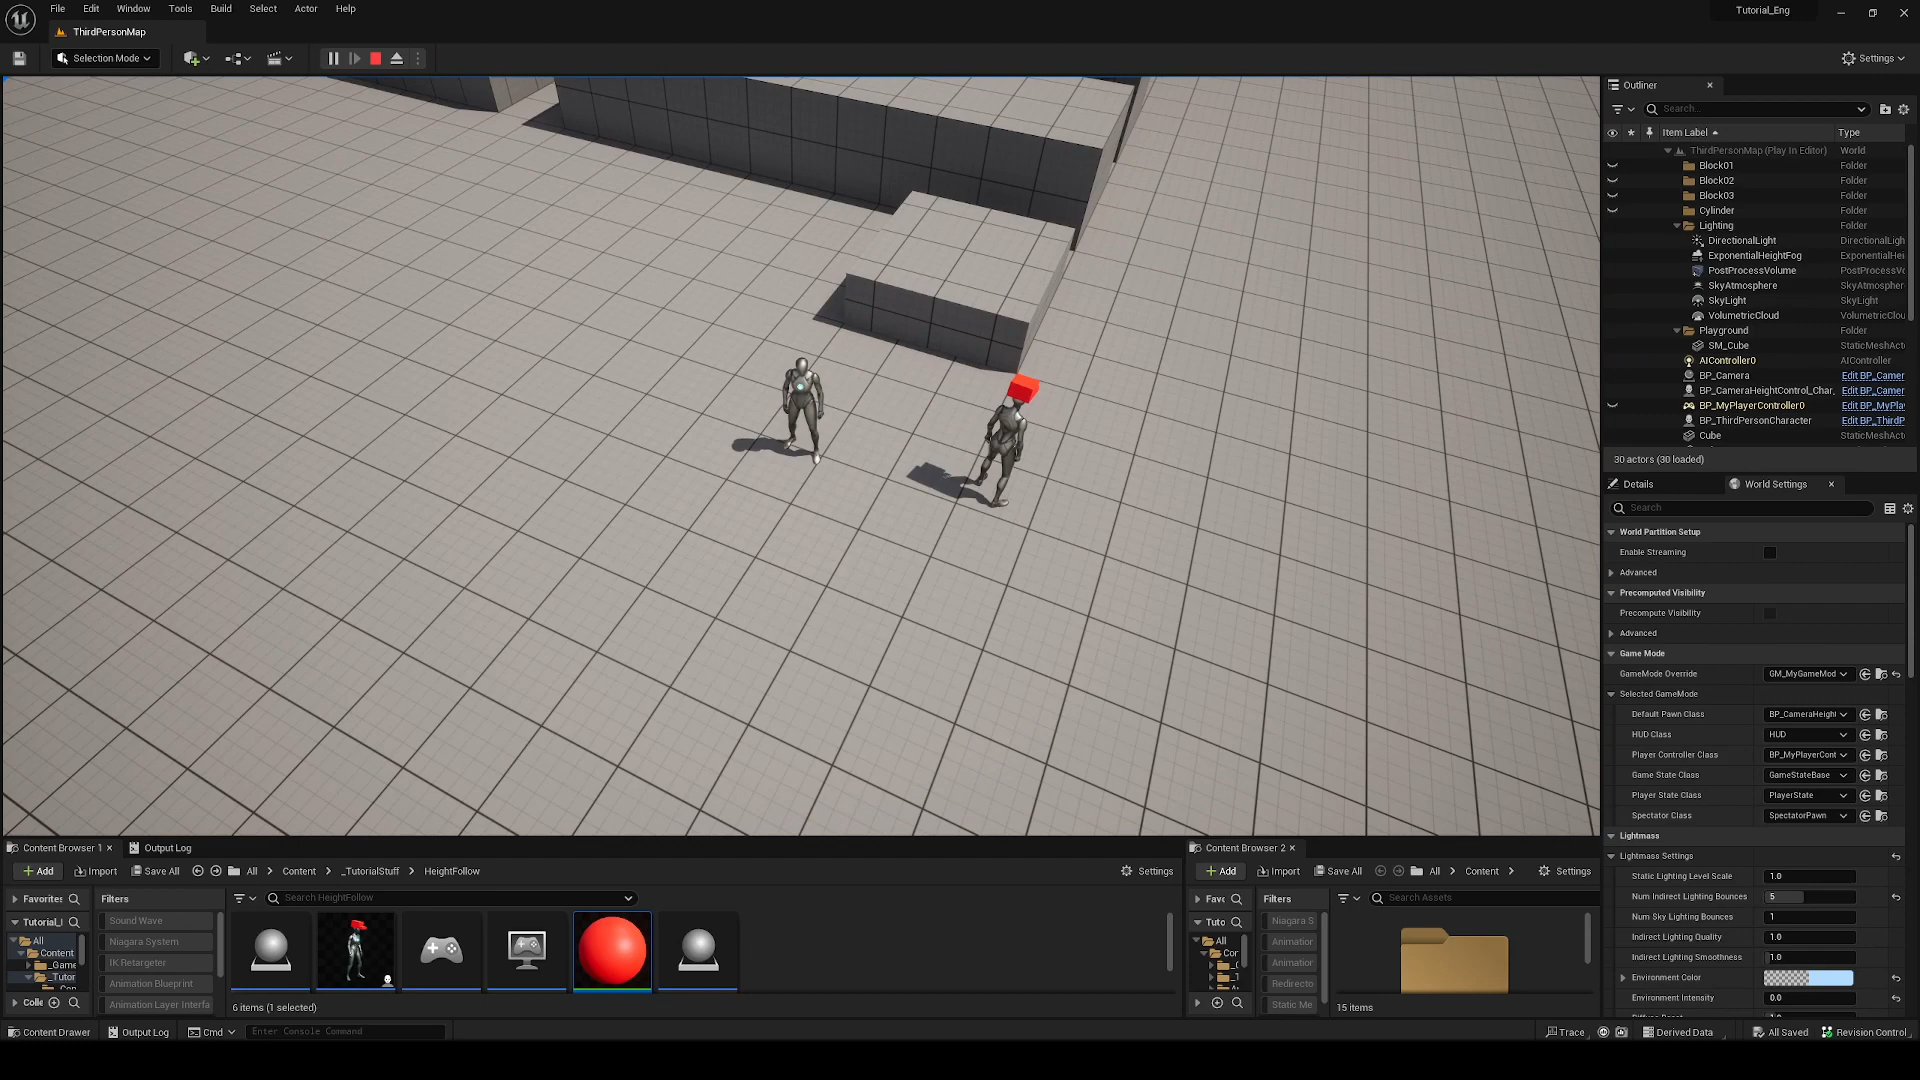 File Edit Window Tools Build Select Actor Help
Tutorial_Eng
ThirdPersonMap
Selection Mode
Settings
Outliner
Search...
Item Label Type
ThirdPersonMap (Play In Editor) World
Block01 Folder
Block02 Folder
Block03 Folder
Cylinder Folder
Lighting Folder
DirectionalLight DirectionalLigh
ExponentialHeightFog ExponentialHei
PostProcessVolume PostProcessVo
SkyAtmosphere SkyAtmospher
SkyLight SkyLight
VolumetricCloud VolumetricClou
Playground Folder
SM_Cube StaticMeshAct
AIController0 AIController
BP_Camera Edit BP_Camer
BP_CameraHeightControl_Char. Edit BP_Camer
BP_MyPlayerController0 Edit BP_MyPla
BP_ThirdPersonCharacter Edit BP_ThirdP
Cube StaticMeshAct
30 actors (30 loaded)
Details World Settings
Search
World Partition Setup
Enable Streaming
Advanced
Precomputed Visibility
Precompute Visibility
Advanced
Game Mode
GameMode Override GM_MyGameMod
Selected GameMode
Default Pawn Class BP_CameraHeigh
HUD Class HUD
Player Controller Class BP_MyPlayerCont
Game State Class GameStateBase
Player State Class PlayerState
Spectator Class SpectatorPawn
Lightmass
Lightmass Settings
Static Lighting Level Scale 1.0
Num Indirect Lighting Bounces 5
Num Sky Lighting Bounces 1
Indirect Lighting Quality 1.0
Indirect Lighting Smoothness 1.0
Environment Color
Environment Intensity 0.0
Content Browser 1 Output Log
Add Import Save All All Content _TutorialStuff HeightFollow Settings
Favorites Filters Search HeightFollow
Tutorial_I
All
Content
_Game
_Tutor
Colle
Sound Wave
Niagara System
IK Retargeter
Animation Blueprint
Animation Layer Interfa
6 items (1 selected)
Content Browser 2
Add Import Save All All Content Settings
Favc Filters Search Assets
Tuto
All
Cor
Niagara S
Animation
Animation
Redirecto
Static Me
15 items
Content Drawer Output Log Cmd Enter Console Command
Trace Derived Data All Saved Revision Control